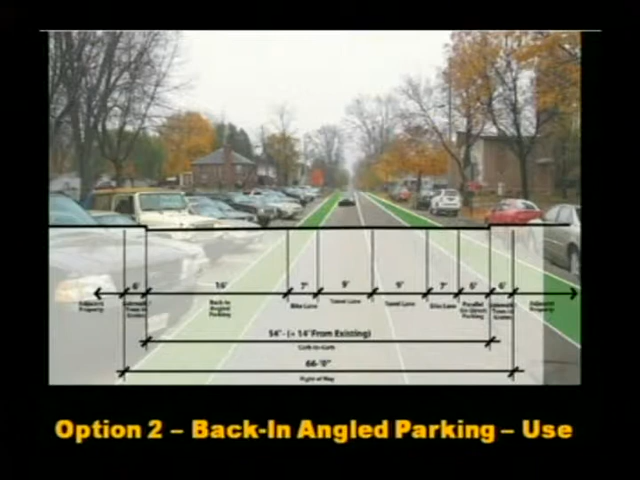 6' 16' 7' 9' 9' 7' 6' 6'
Adjacent Property
Back-In Angled Parking
Bike Lane
Travel Lane
Travel Lane
Bike Lane
Parallel On-Street Parking
Adjacent Property
54'- (+ 14'From Existing)
Curb-to-Curb
66-'0"
Right of Way
Option 2 – Back-In Angled Parking – Use